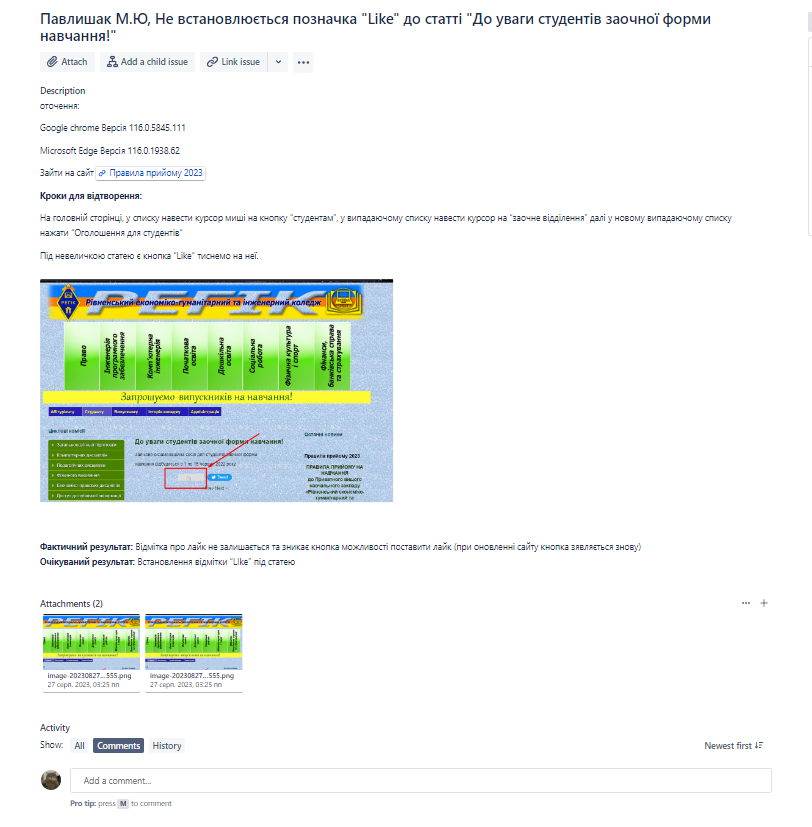 Павлишак М.Ю, Не встановлюється позначка "Like" до статті "До уваги студентів заочної форми
навчання!"
Attach
Add a child issue
Link issue
Description
оточення:
Google chrome Версія 116.0.5845.111
Microsoft Edge Версія 116.0.1938.62
Зайти на сайт Правила прийому 2023
Кроки для відтворення:
На головній сторінці, у списку навести курсор миші на кнопку "студентам", у випадаючому списку навести курсор на "заочне відділення" далі у новому випадаючому списку
нажати "Оголошення для студентів"
Під невеличкою статею є кнопка "Like" тиснемо на неї.
РЕГІК
Рівненський економіко-гуманітарний та інженерний коледж
Право
Інженерія програмного забезпечення
Комп'ютерна інженерія
Початкова освіта
Дошкільна освіта
Соціальна робота
Фізична культура і спорт
Фінанси, банківська справа та страхування
Запрошуємо випускників на навчання!
До уваги студентів заочної форми навчання!
Останні новини
Правила прийому 2023
ПРАВИЛА ПРИЙОМУ НА
НАВЧАННЯ
до Приватного вищого
навчального закладу
«Рівненський економіко-
гуманітарний та
Tweet
Фактичний результат: Відмітка про лайк не залишається та зникає кнопка можливості поставити лайк (при оновленні сайту кнопка зявляється знову)
Очікуваний результат: Встановлення відмітки "Like" під статею
Attachments (2)
image-20230827...555.png
27 серп. 2023, 03:25 пп
image-20230827...555.png
27 серп. 2023, 03:25 пп
Activity
Show: All Comments History
Newest first
Add a comment...
Pro tip: press M to comment